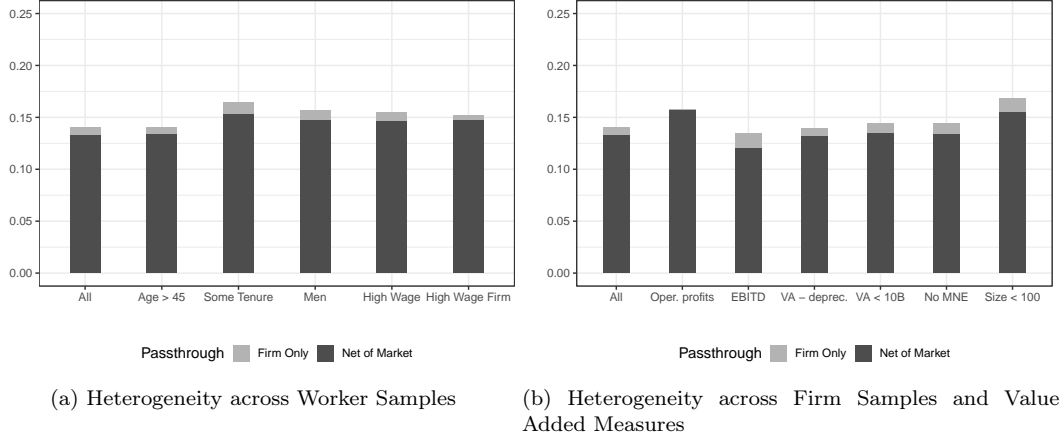 0.25
0.20
0.15
0.10
0.05
0.00
All Age > 45 Some Tenure Men High Wage High Wage Firm
Passthrough Firm Only Net of Market
(a) Heterogeneity across Worker Samples
0.25
0.20
0.15
0.10
0.05
0.00
All Oper. profits EBITD VA − deprec. VA < 10B No MNE Size < 100
Passthrough Firm Only Net of Market
(b) Heterogeneity across Firm Samples and Value
Added Measures